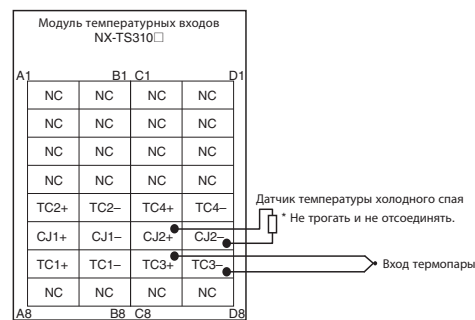 Модуль температурных входов
NX-TS310□
A1 B1 C1 D1
NC NC NC NC
NC NC NC NC
NC NC NC NC
NC NC NC NC
TC2+ TC2– TC4+ TC4–
Датчик температуры холодного спая
* Не трогать и не отсоединять.
CJ1+ CJ1– CJ2+ CJ2–
TC1+ TC1– TC3+ TC3–
Вход термопары
NC NC NC NC
A8 B8 C8 D8